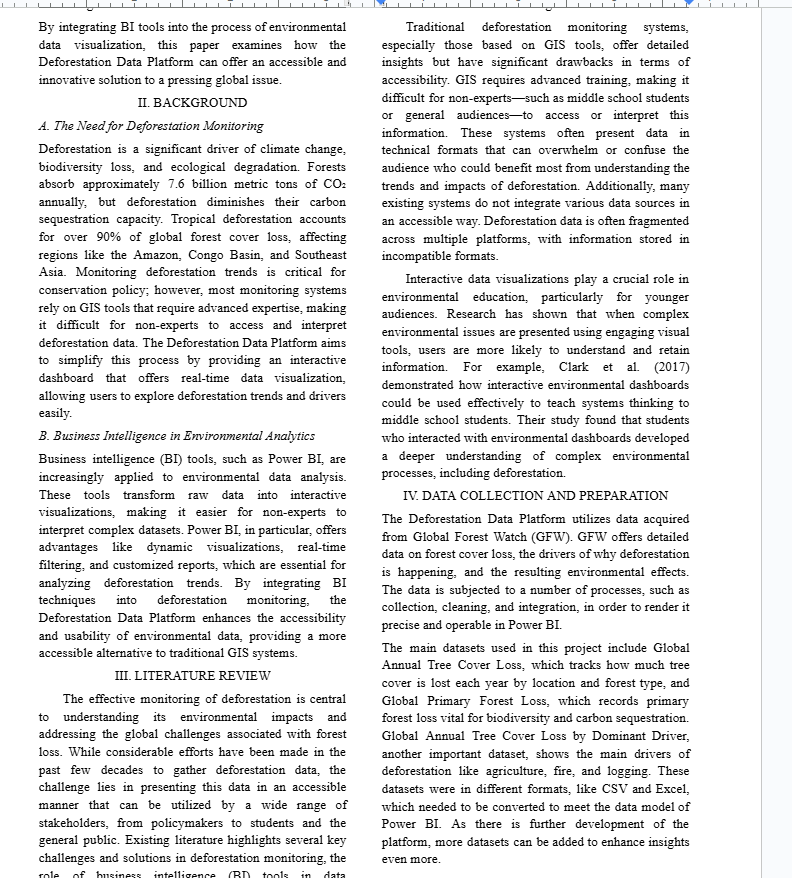 By integrating BI tools into the process of environmental
data visualization, this paper examines how the
Deforestation Data Platform can offer an accessible and
innovative solution to a pressing global issue.
II. BACKGROUND
A. The Need for Deforestation Monitoring
Deforestation is a significant driver of climate change,
biodiversity loss, and ecological degradation. Forests
absorb approximately 7.6 billion metric tons of CO₂
annually, but deforestation diminishes their carbon
sequestration capacity. Tropical deforestation accounts
for over 90% of global forest cover loss, affecting
regions like the Amazon, Congo Basin, and Southeast
Asia. Monitoring deforestation trends is critical for
conservation policy; however, most monitoring systems
rely on GIS tools that require advanced expertise, making
it difficult for non-experts to access and interpret
deforestation data. The Deforestation Data Platform aims
to simplify this process by providing an interactive
dashboard that offers real-time data visualization,
allowing users to explore deforestation trends and drivers
easily.
B. Business Intelligence in Environmental Analytics
Business intelligence (BI) tools, such as Power BI, are
increasingly applied to environmental data analysis.
These tools transform raw data into interactive
visualizations, making it easier for non-experts to
interpret complex datasets. Power BI, in particular, offers
advantages like dynamic visualizations, real-time
filtering, and customized reports, which are essential for
analyzing deforestation trends. By integrating BI
techniques into deforestation monitoring, the
Deforestation Data Platform enhances the accessibility
and usability of environmental data, providing a more
accessible alternative to traditional GIS systems.
III. LITERATURE REVIEW
The effective monitoring of deforestation is central
to understanding its environmental impacts and
addressing the global challenges associated with forest
loss. While considerable efforts have been made in the
past few decades to gather deforestation data, the
challenge lies in presenting this data in an accessible
manner that can be utilized by a wide range of
stakeholders, from policymakers to students and the
general public. Existing literature highlights several key
challenges and solutions in deforestation monitoring, the
role of business intelligence (BI) tools in data
Traditional deforestation monitoring systems,
especially those based on GIS tools, offer detailed
insights but have significant drawbacks in terms of
accessibility. GIS requires advanced training, making it
difficult for non-experts—such as middle school students
or general audiences—to access or interpret this
information. These systems often present data in
technical formats that can overwhelm or confuse the
audience who could benefit most from understanding the
trends and impacts of deforestation. Additionally, many
existing systems do not integrate various data sources in
an accessible way. Deforestation data is often fragmented
across multiple platforms, with information stored in
incompatible formats.
Interactive data visualizations play a crucial role in
environmental education, particularly for younger
audiences. Research has shown that when complex
environmental issues are presented using engaging visual
tools, users are more likely to understand and retain
information. For example, Clark et al. (2017)
demonstrated how interactive environmental dashboards
could be used effectively to teach systems thinking to
middle school students. Their study found that students
who interacted with environmental dashboards developed
a deeper understanding of complex environmental
processes, including deforestation.
IV. DATA COLLECTION AND PREPARATION
The Deforestation Data Platform utilizes data acquired
from Global Forest Watch (GFW). GFW offers detailed
data on forest cover loss, the drivers of why deforestation
is happening, and the resulting environmental effects.
The data is subjected to a number of processes, such as
collection, cleaning, and integration, in order to render it
precise and operable in Power BI.
The main datasets used in this project include Global
Annual Tree Cover Loss, which tracks how much tree
cover is lost each year by location and forest type, and
Global Primary Forest Loss, which records primary
forest loss vital for biodiversity and carbon sequestration.
Global Annual Tree Cover Loss by Dominant Driver,
another important dataset, shows the main drivers of
deforestation like agriculture, fire, and logging. These
datasets were in different formats, like CSV and Excel,
which needed to be converted to meet the data model of
Power BI. As there is further development of the
platform, more datasets can be added to enhance insights
even more.